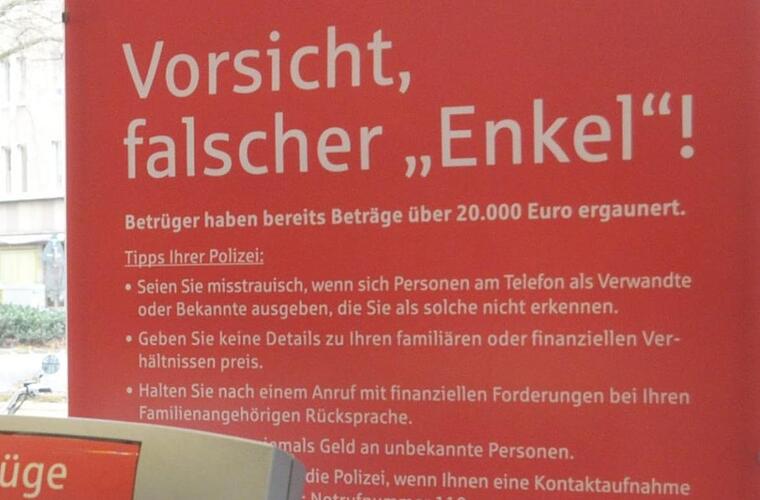 Vorsicht,
falscher „Enkel“!
Betrüger haben bereits Beträge über 20.000 Euro ergaunert.
Tipps Ihrer Polizei:
• Seien Sie misstrauisch, wenn sich Personen am Telefon als Verwandte
oder Bekannte ausgeben, die Sie als solche nicht erkennen.
• Geben Sie keine Details zu Ihren familiären oder finanziellen Ver-
hältnissen preis.
• Halten Sie nach einem Anruf mit finanziellen Forderungen bei Ihren
Familienangehörigen Rücksprache.
Geld an unbekannte Personen.
die Polizei, wenn Ihnen eine Kontaktaufnahme
Notrufnummer 110